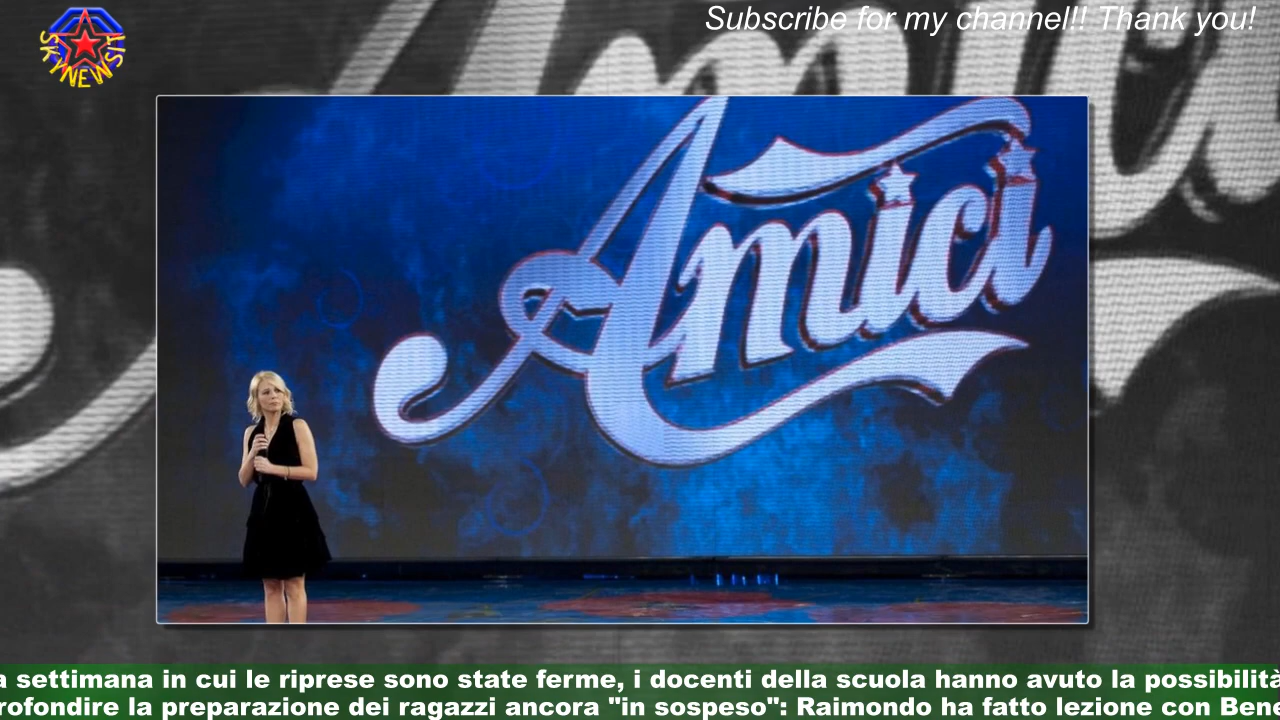 Subscribe for my channel!! Thank you!
SKYNEWSIT
Amici
a settimana in cui le riprese sono state ferme, i docenti della scuola hanno avuto la possibilità
rofondire la preparazione dei ragazzi ancora "in sospeso": Raimondo ha fatto lezione con Bene